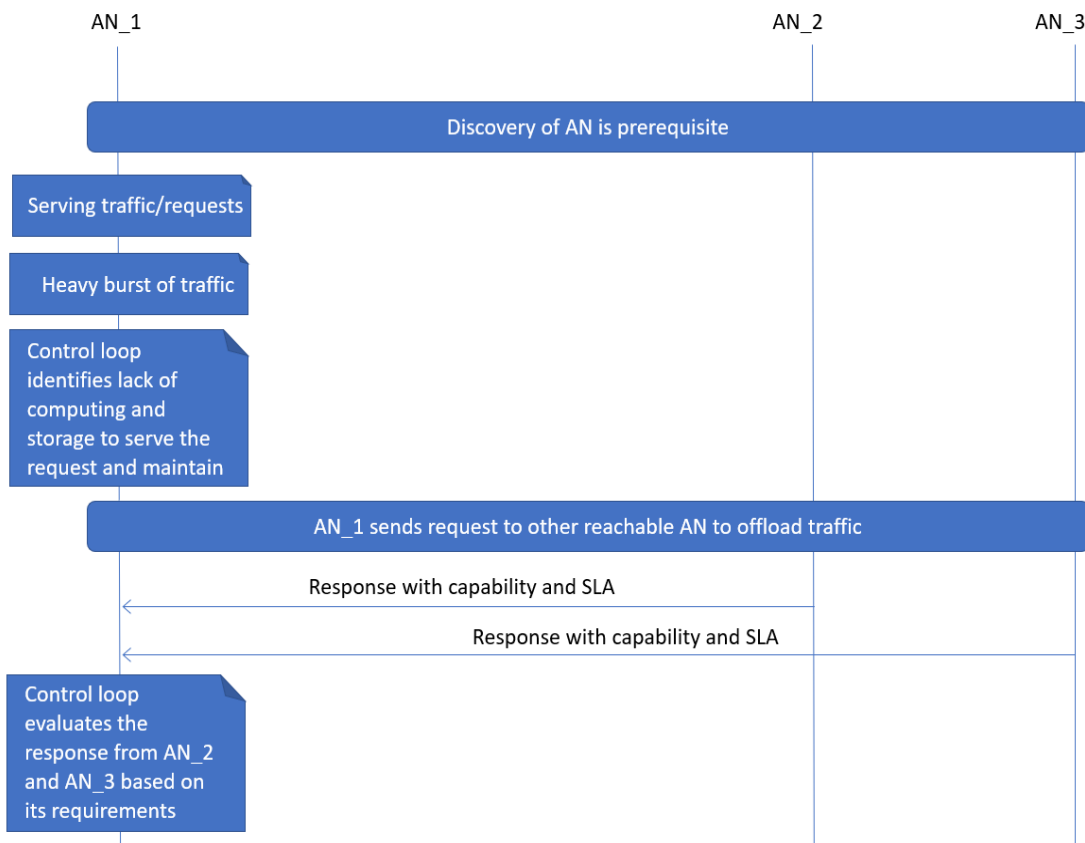 AN_1 AN_2 AN_3
Discovery of AN is prerequisite
Serving traffic/requests
Heavy burst of traffic
Control loop
identifies lack of
computing and
storage to serve the
request and maintain
AN_1 sends request to other reachable AN to offload traffic
Response with capability and SLA
Response with capability and SLA
Control loop
evaluates the
response from AN_2
and AN_3 based on
its requirements